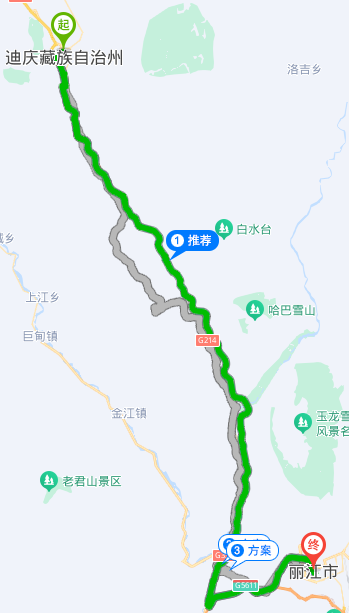 起
迪庆藏族自治州
洛吉乡
白水台
1 推荐
上江乡
哈巴雪山
巨甸镇
G214
金江镇
玉龙雪
风景名
老君山景区
3 方案
终
G5611
丽江市